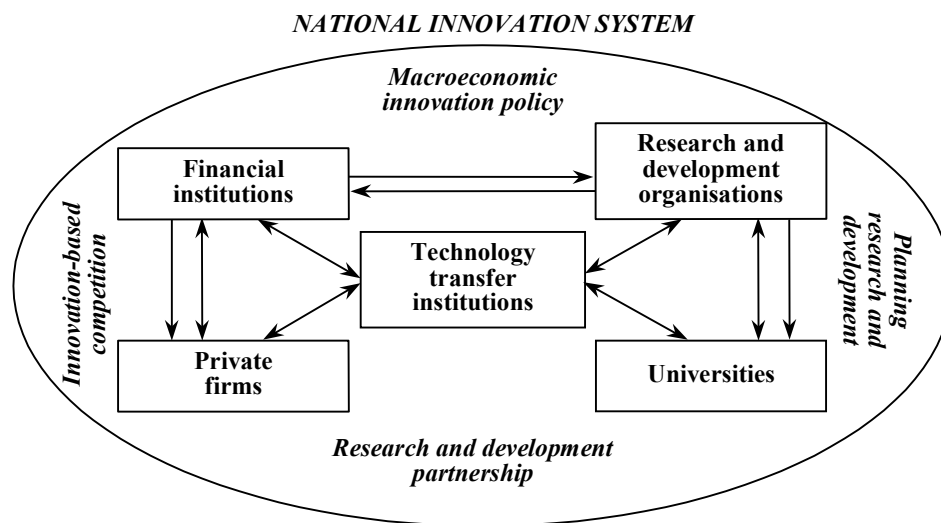 NATIONAL INNOVATION SYSTEM
Macroeconomic
innovation policy
Financial
institutions
Research and
development
organisations
Technology
transfer
institutions
Innovation-based
competition
Planning
research and
development
Private
firms
Universities
Research and development
partnership